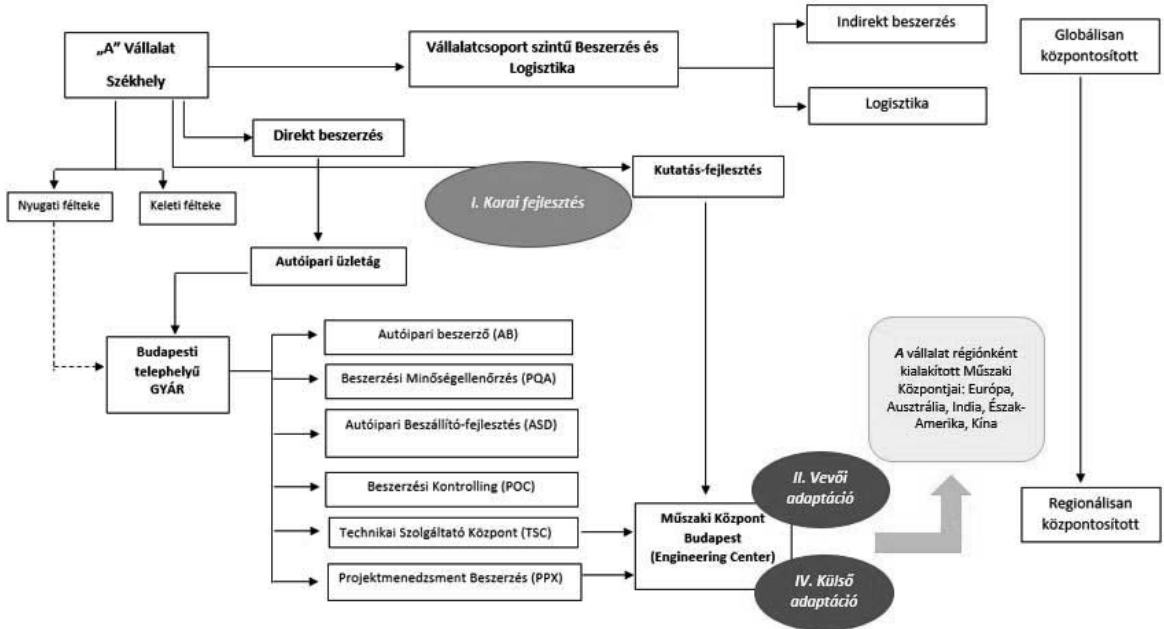 „A” Vállalat
Székhely
Vállalatcsoport szintű Beszerzés és
Logisztika
Indirekt beszerzés
Logisztika
Globálisan
központosított
Direkt beszerzés
Kutatás-fejlesztés
I. Korai fejlesztés
Nyugati félteke
Keleti félteke
Autóipari üzletág
Budapesti
telephelyű
GYÁR
Autóipari beszerző (AB)
Beszerzési Minőségellenőrzés (PQA)
Autóipari Beszállító-fejlesztés (ASD)
Beszerzési Kontrolling (POC)
Technikai Szolgáltató Központ (TSC)
Projektmenedzsment Beszerzés (PPX)
Műszaki Központ
Budapest
(Engineering Center)
II. Vevői
adaptáció
IV. Külső
adaptáció
A vállalat régiónként
kialakított Műszaki
Központjai: Európa,
Ausztrália, India, Észak-
Amerika, Kína
Regionálisan
központosított